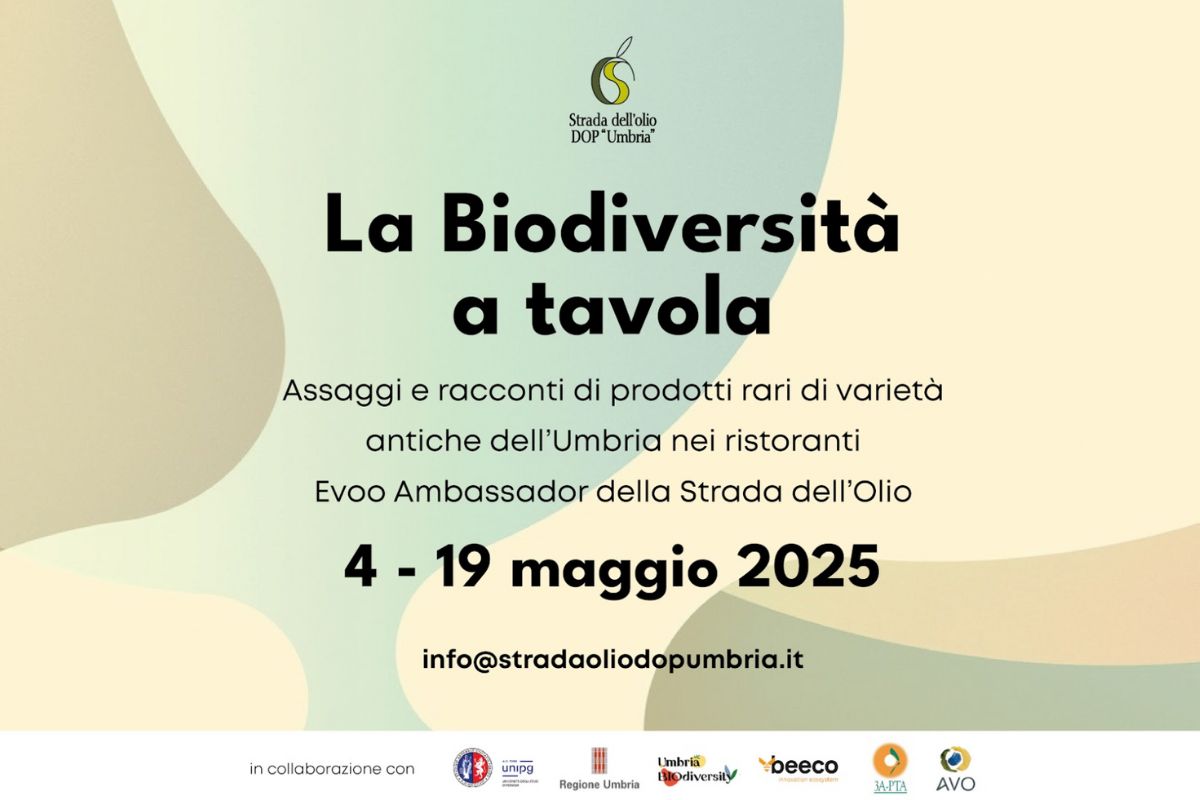 Strada dell'olio
DOP "Umbria"
La Biodiversità
a tavola
Assaggi e racconti di prodotti rari di varietà
antiche dell'Umbria nei ristoranti
Evoo Ambassador della Strada dell'Olio
4 - 19 maggio 2025
info@stradaoliodopumbria.it
in collaborazione con
unipg
Regione Umbria
Umbria
BIOdiversity
beeco
innovation ecosystem
3A-PTA
AVO